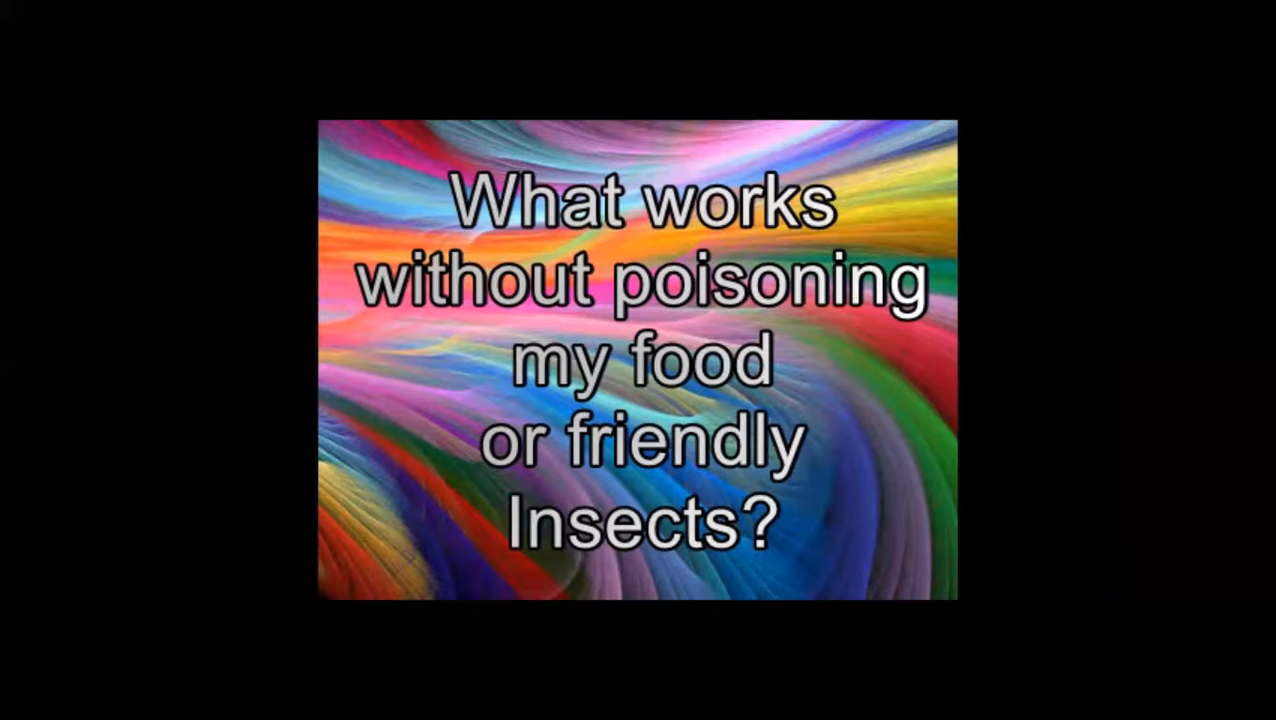 What works
without poisoning
my food
or friendly
Insects?